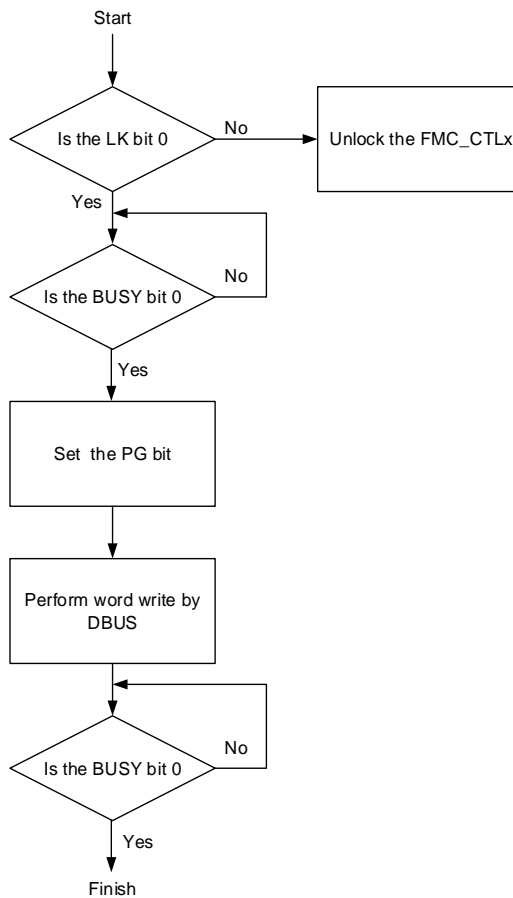 Start
Is the LK bit 0
No
Unlock the FMC_CTLx
Yes
Is the BUSY bit 0
No
Yes
Set the PG bit
Perform word write by
DBUS
Is the BUSY bit 0
No
Yes
Finish